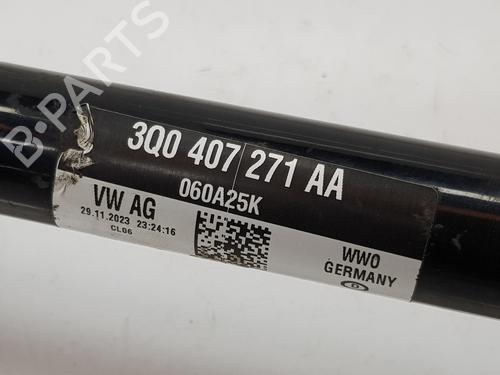 B-PARTS
3Q0 407 271 AA
060A25K
VW AG
29.11.2023 23:24:16
CL06
WW0
GERMANY
D